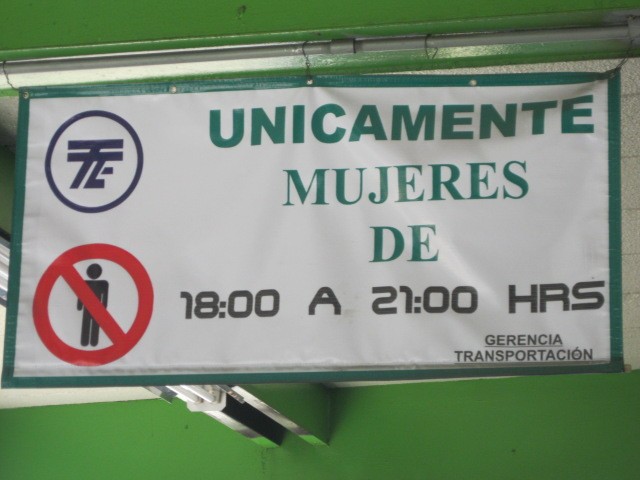 UNICAMENTE
MUJERES
DE
18:00 A 21:00 HRS
GERENCIA
TRANSPORTACIÓN